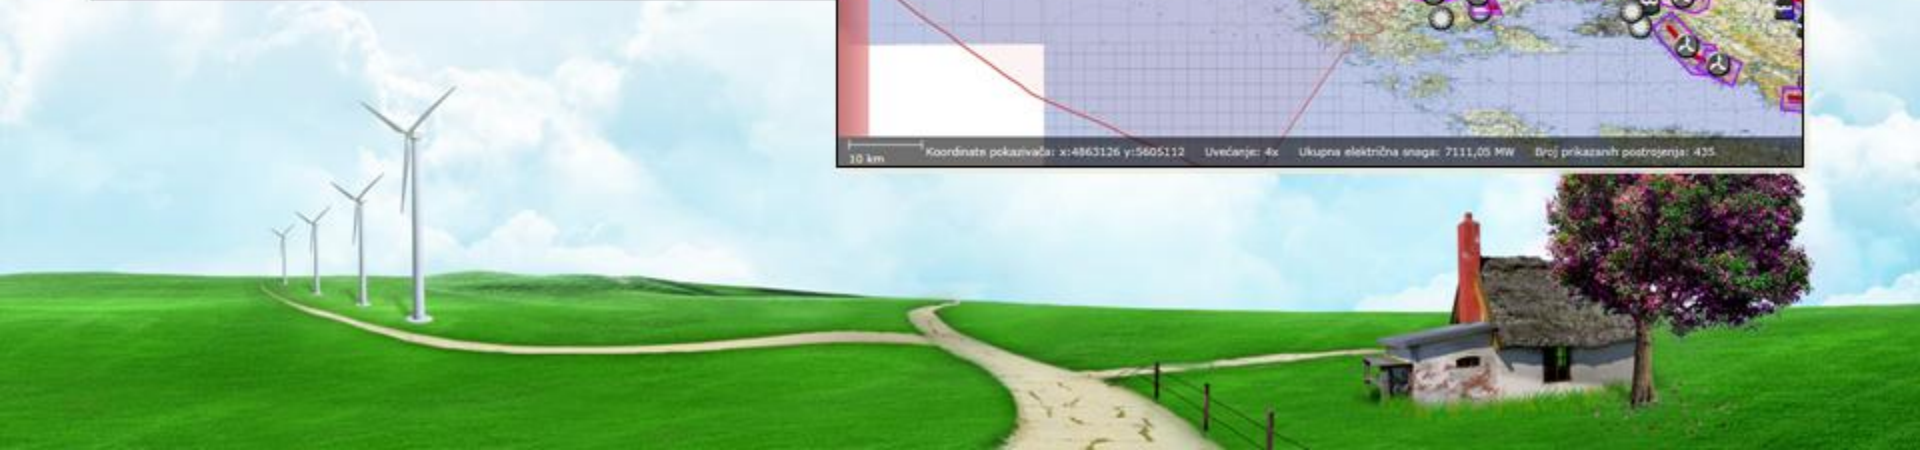 10 km
Koordinate pokazivača: x:4863126 y:5605112 Uvećanje: 4x Ukupna električna snaga: 7111,05 MW Broj prikazanih postrojenja: 435